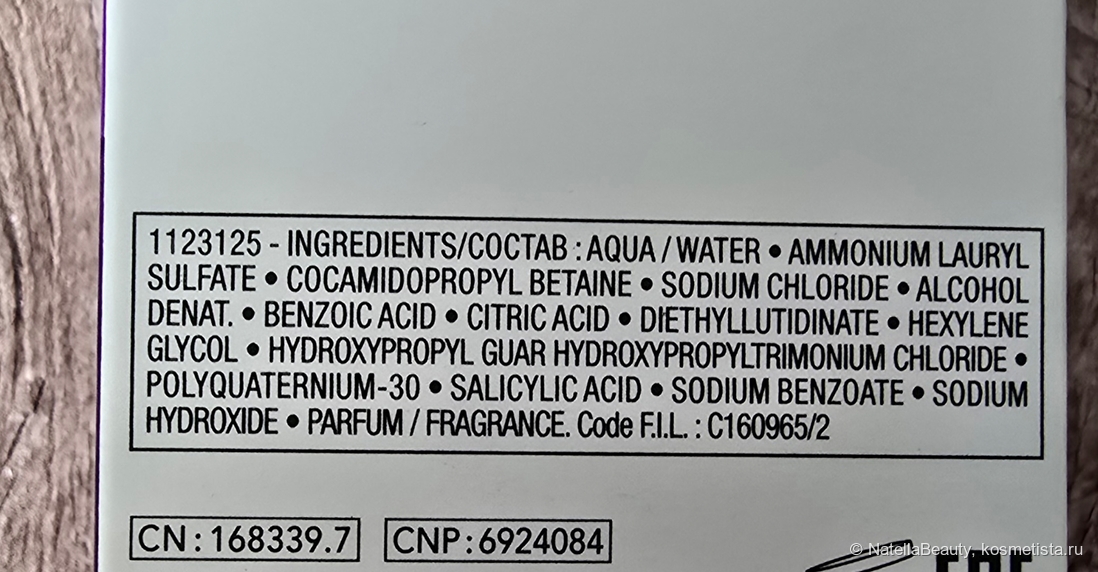 1123125 - INGREDIENTS/СОСТАВ : AQUA / WATER • AMMONIUM LAURYL
SULFATE • COCAMIDOPROPYL BETAINE • SODIUM CHLORIDE • ALCOHOL
DENAT. • BENZOIC ACID • CITRIC ACID • DIETHYLLUTIDINATE • HEXYLENE
GLYCOL • HYDROXYPROPYL GUAR HYDROXYPROPYLTRIMONIUM CHLORIDE •
POLYQUATERNIUM-30 • SALICYLIC ACID • SODIUM BENZOATE • SODIUM
HYDROXIDE • PARFUM / FRAGRANCE. Code F.I.L. : C160965/2
CN : 168339.7
CNP : 6924084
© NatellaBeauty, kosmetista.ru